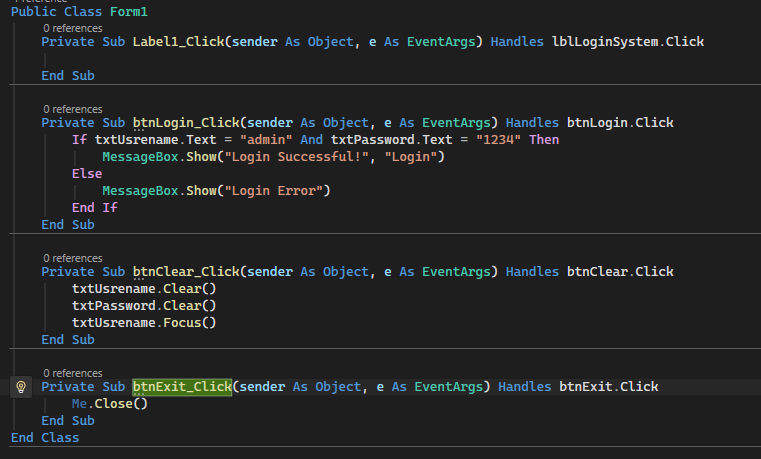 Public Class Form1
0 references
Private Sub Label1_Click(sender As Object, e As EventArgs) Handles lblLoginSystem.Click
End Sub
0 references
Private Sub btnLogin_Click(sender As Object, e As EventArgs) Handles btnLogin.Click
If txtUsrename.Text = "admin" And txtPassword.Text = "1234" Then
MessageBox.Show("Login Successful!", "Login")
Else
MessageBox.Show("Login Error")
End If
End Sub
0 references
Private Sub btnClear_Click(sender As Object, e As EventArgs) Handles btnClear.Click
txtUsrename.Clear()
txtPassword.Clear()
txtUsrename.Focus()
End Sub
0 references
Private Sub btnExit_Click(sender As Object, e As EventArgs) Handles btnExit.Click
Me.Close()
End Sub
End Class